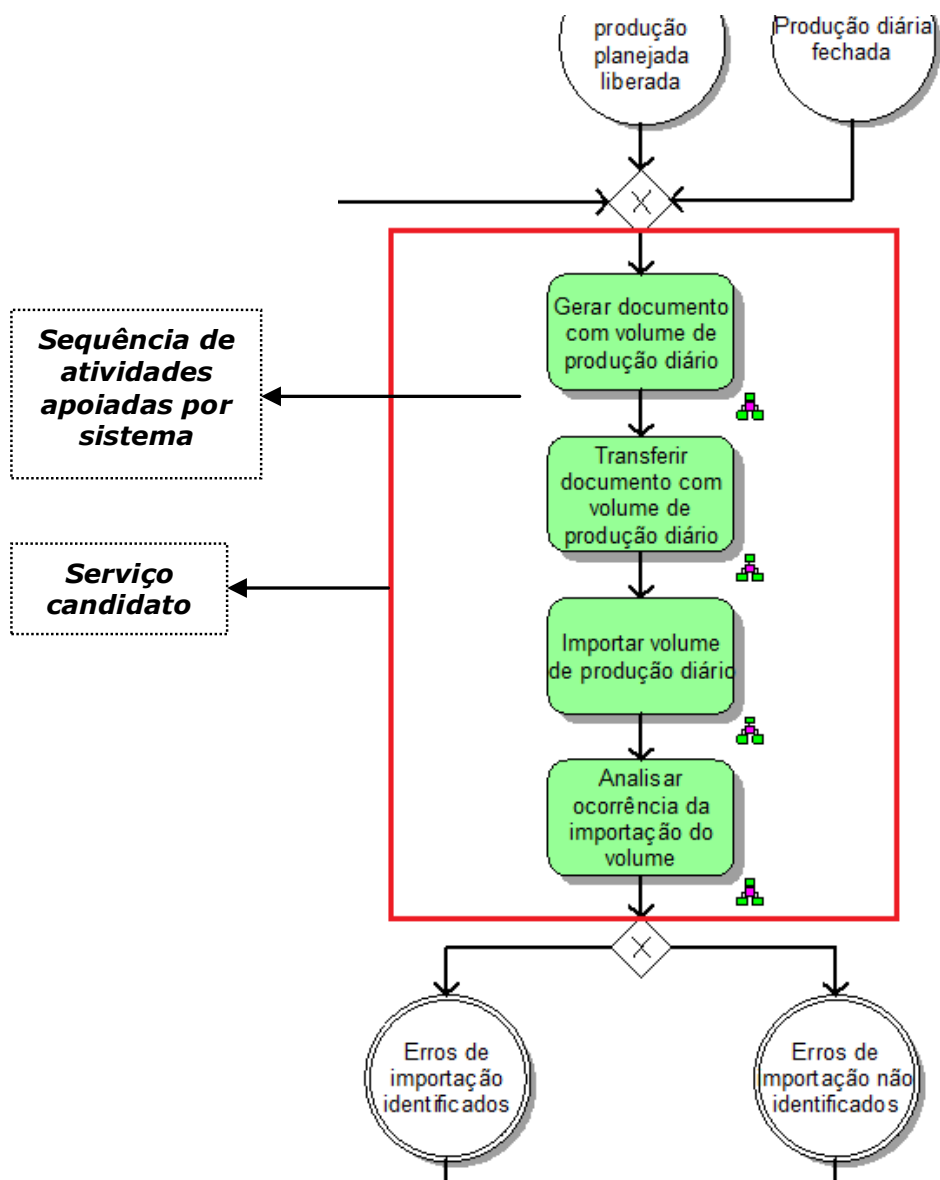 produção
planejada
liberada
Produção diária
fechada
Gerar documento
com volume de
produção diário
Sequência de
atividades
apoiadas por
sistema
Transferir
documento com
volume de
produção diário
Serviço
candidato
Importar volume
de produção diário
Analisar
ocorrência da
importação do
volume
Erros de
importação
identificados
Erros de
mportação não
identificados